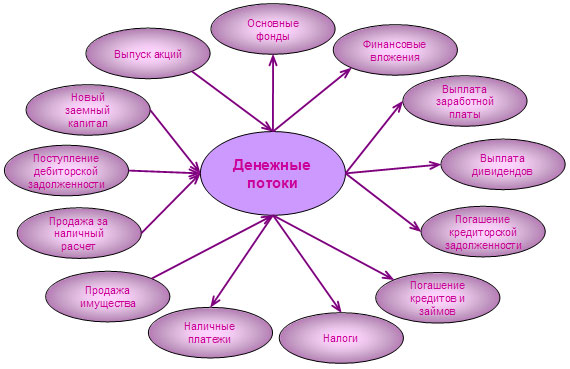 Основные
фонды
Финансовые
вложения
Выпуск акций
Выплата
заработной
платы
Новый
заемный
капитал
Денежные
потоки
Поступление
дебиторской
задолженности
Выплата
дивидендов
Продажа за
наличный
расчет
Погашение
кредиторской
задолженности
Продажа
имущества
Погашение
кредитов и
займов
Наличные
платежи
Налоги